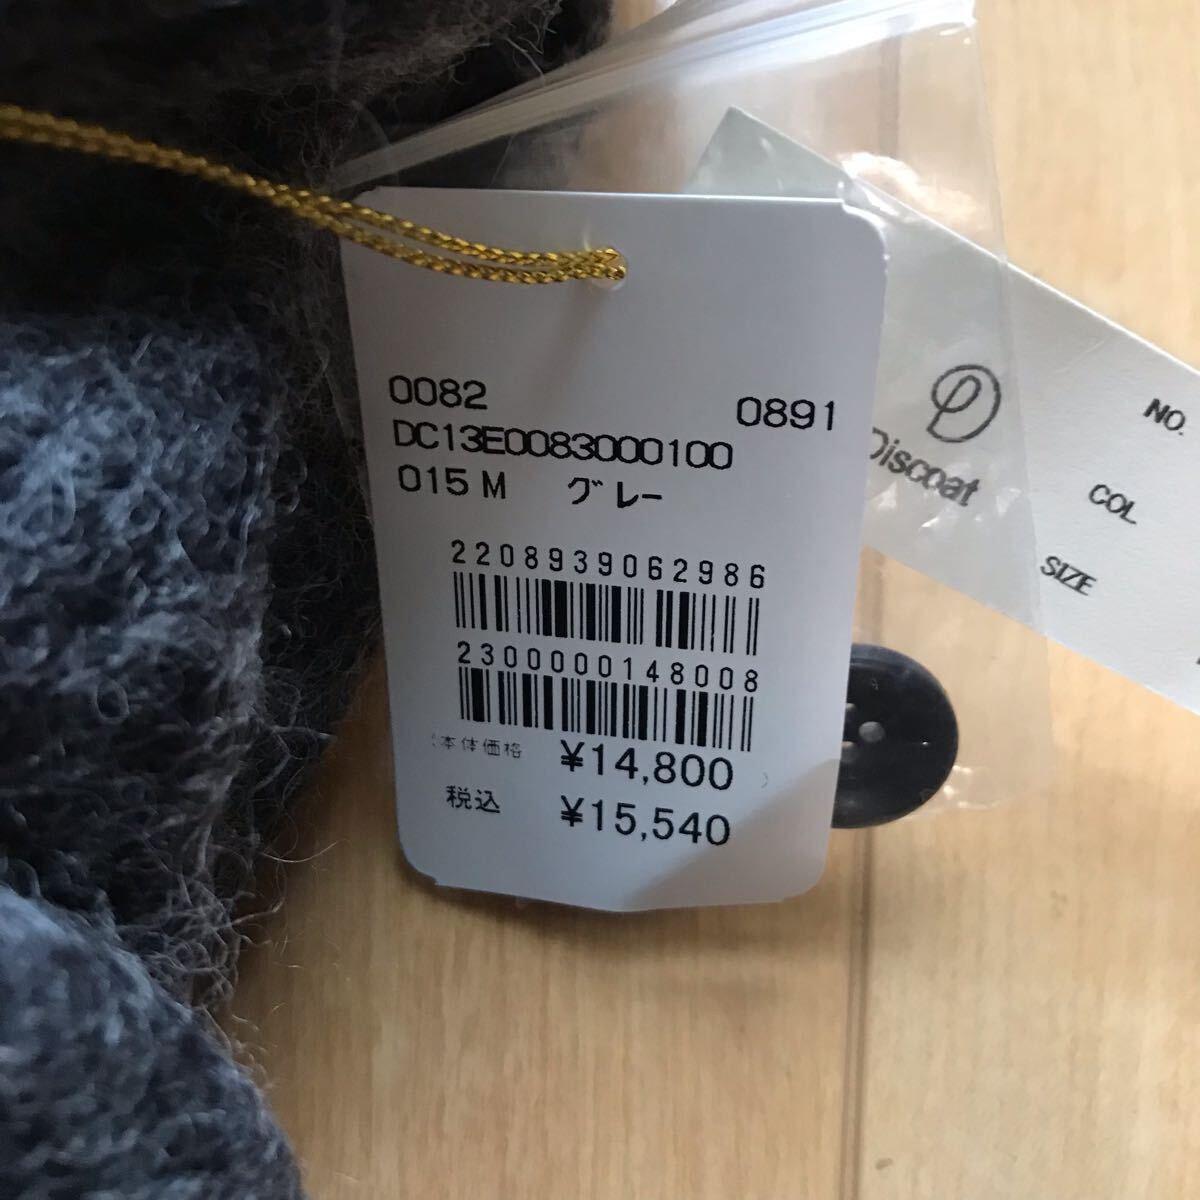 0082 0891
DC13E0083000100
015 M グレー
2208939062986
2300000148008
(本体価格 ¥14,800 )
税込 ¥15,540
Discoat
NO.
COL
SIZE